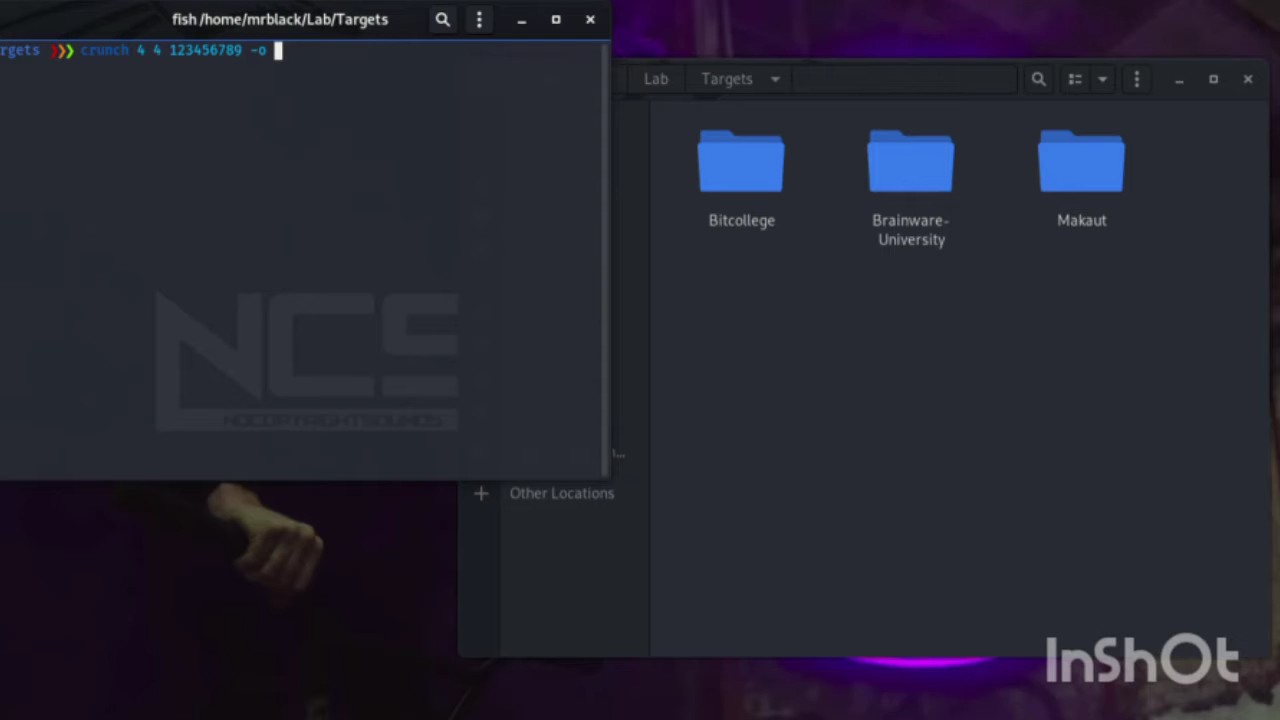 fish /home/mrblack/Lab/Targets
rgets ❯❯❯ crunch 4 4 123456789 -o
Lab
Targets
Bitcollege
Brainware-
University
Makaut
NCS
NOCOPYRIGHTSOUNDS
n...
+ Other Locations
InShOt